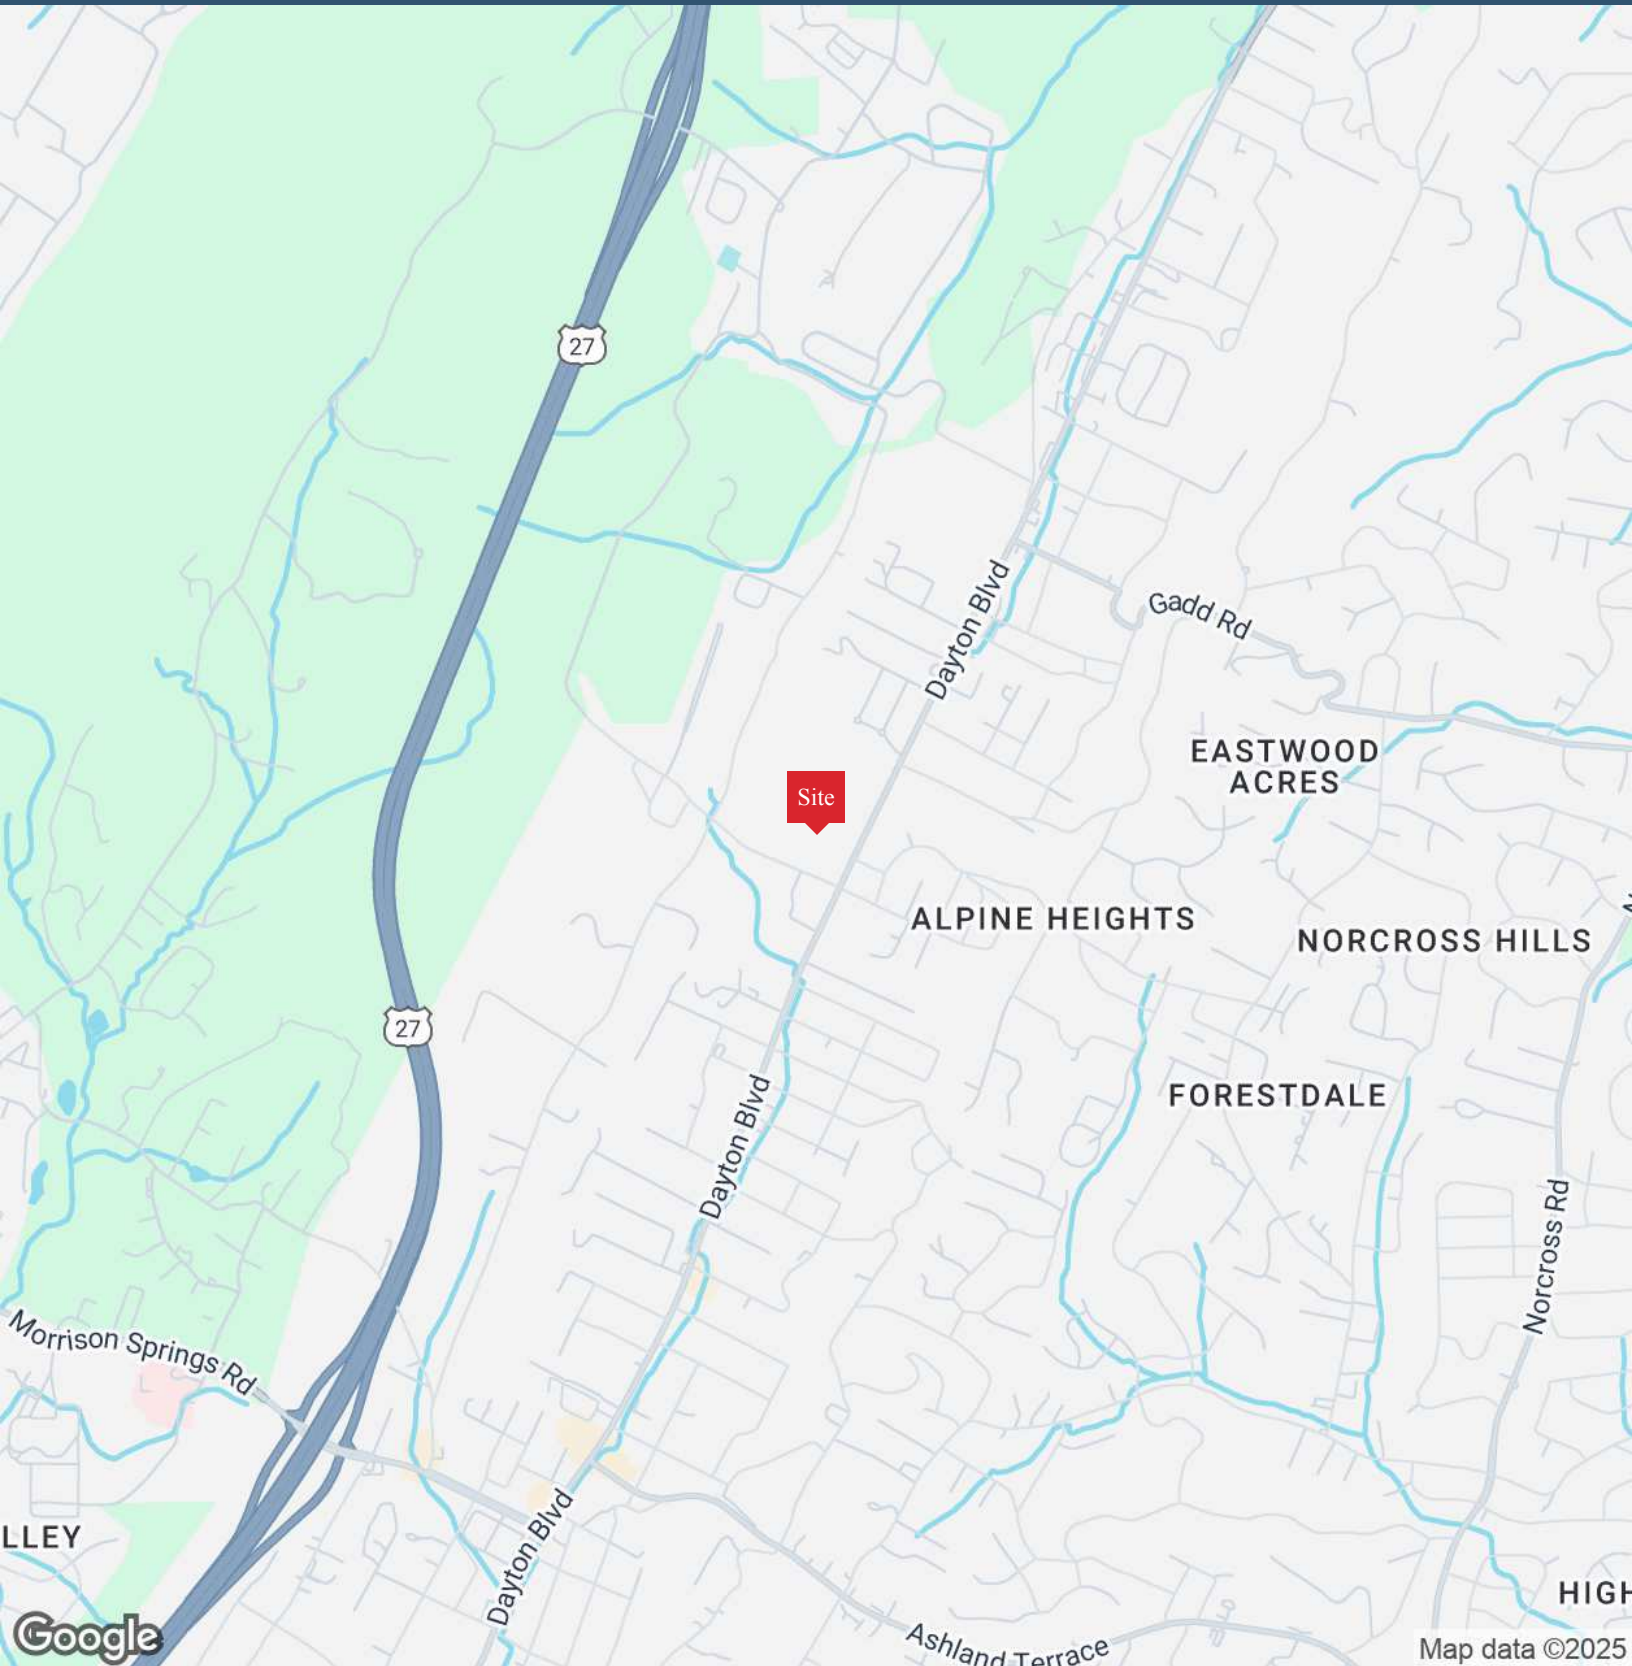 27
Dayton Blvd
Gadd Rd
EASTWOOD
ACRES
Site
ALPINE HEIGHTS
NORCROSS HILLS
27
Dayton Blvd
FORESTDALE
Norcross Rd
Morrison Springs Rd
Dayton Blvd
LLEY
HIGH
Ashland Terrace
Google
Map data ©2025